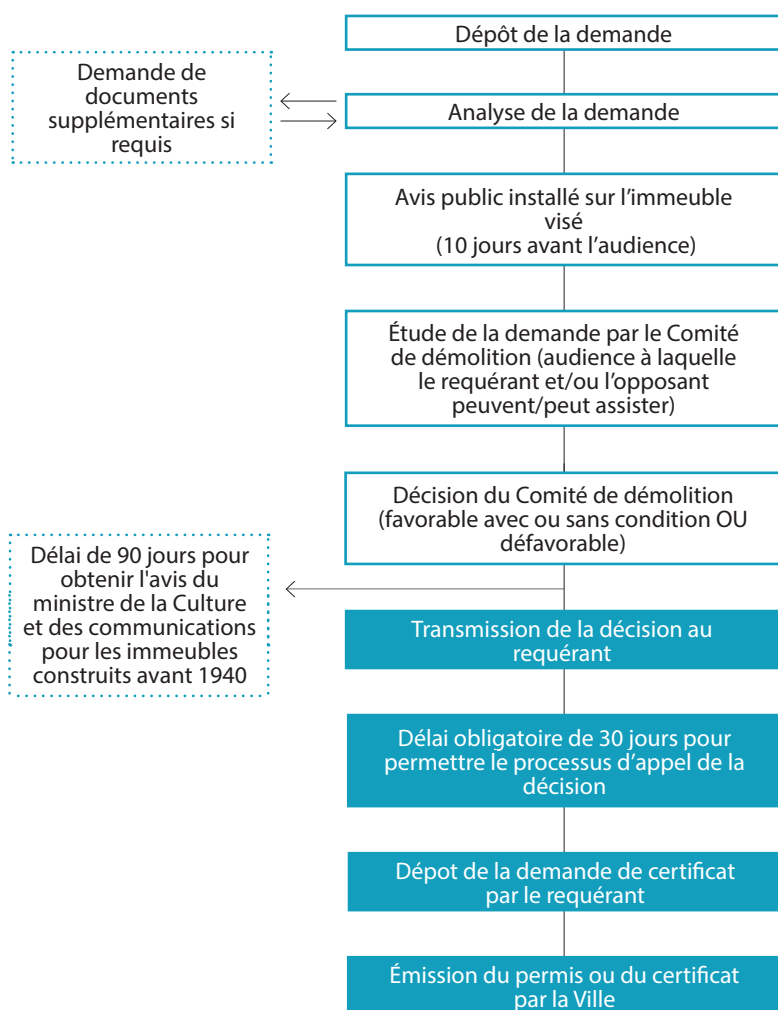 Dépôt de la demande
Demande de
documents
supplémentaires si
requis
Analyse de la demande
Avis public installé sur l'immeuble
visé
(10 jours avant l'audience)
Étude de la demande par le Comité
de démolition (audience à laquelle
le requérant et/ou l'opposant
peuvent/peut assister)
Décision du Comité de démolition
(favorable avec ou sans condition OU
défavorable)
Délai de 90 jours pour
obtenir l'avis du
ministre de la Culture
et des communications
pour les immeubles
construits avant 1940
Transmission de la décision au
requérant
Délai obligatoire de 30 jours pour
permettre le processus d'appel de la
décision
Dépot de la demande de certificat
par le requérant
Émission du permis ou du certificat
par la Ville